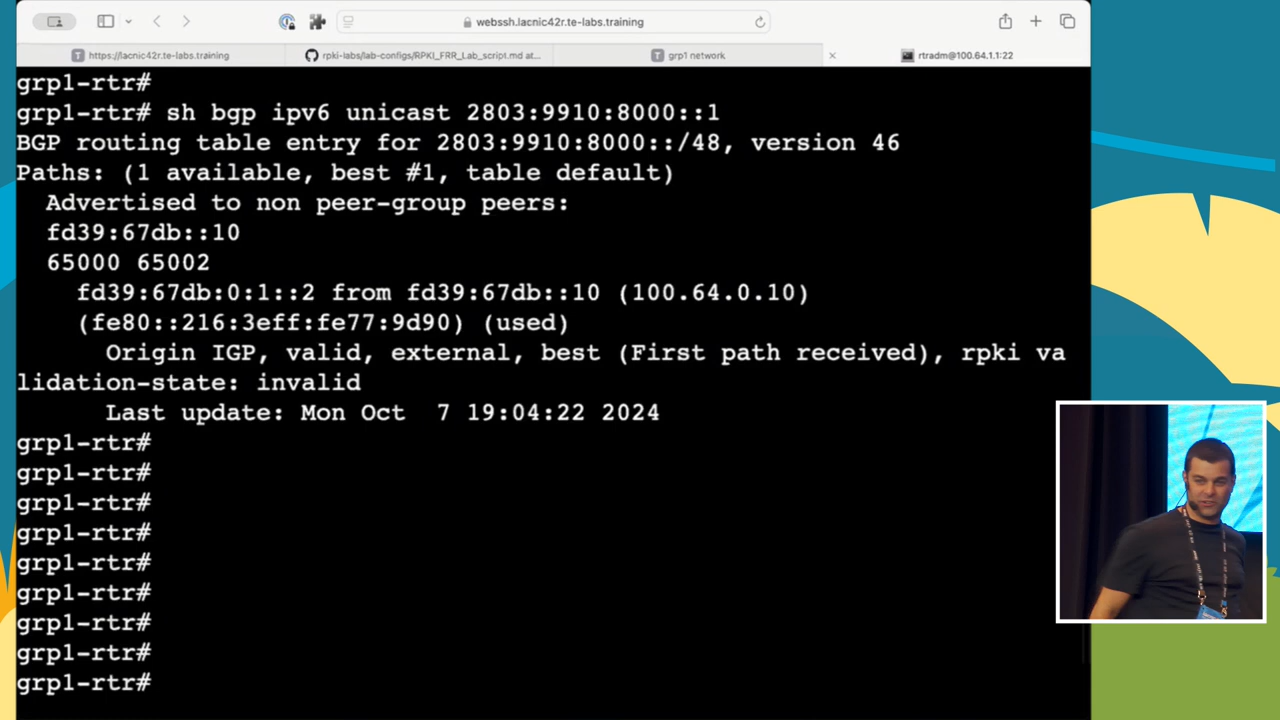 webssh.lacnic42r.te-labs.training
https://lacnic42r.te-labs.training
rpki-labs/lab-configs/RPKI_FRR_Lab_script.md at...
grp1 network
rtradm@100.64.1.1:22
grp1-rtr#
grp1-rtr# sh bgp ipv6 unicast 2803:9910:8000::1
BGP routing table entry for 2803:9910:8000::/48, version 46
Paths: (1 available, best #1, table default)
Advertised to non peer-group peers:
fd39:67db::10
65000 65002
fd39:67db:0:1::2 from fd39:67db::10 (100.64.0.10)
(fe80::216:3eff:fe77:9d90) (used)
Origin IGP, valid, external, best (First path received), rpki va
lidation-state: invalid
Last update: Mon Oct  7 19:04:22 2024
grp1-rtr#
grp1-rtr#
grp1-rtr#
grp1-rtr#
grp1-rtr#
grp1-rtr#
grp1-rtr#
grp1-rtr#
grp1-rtr#